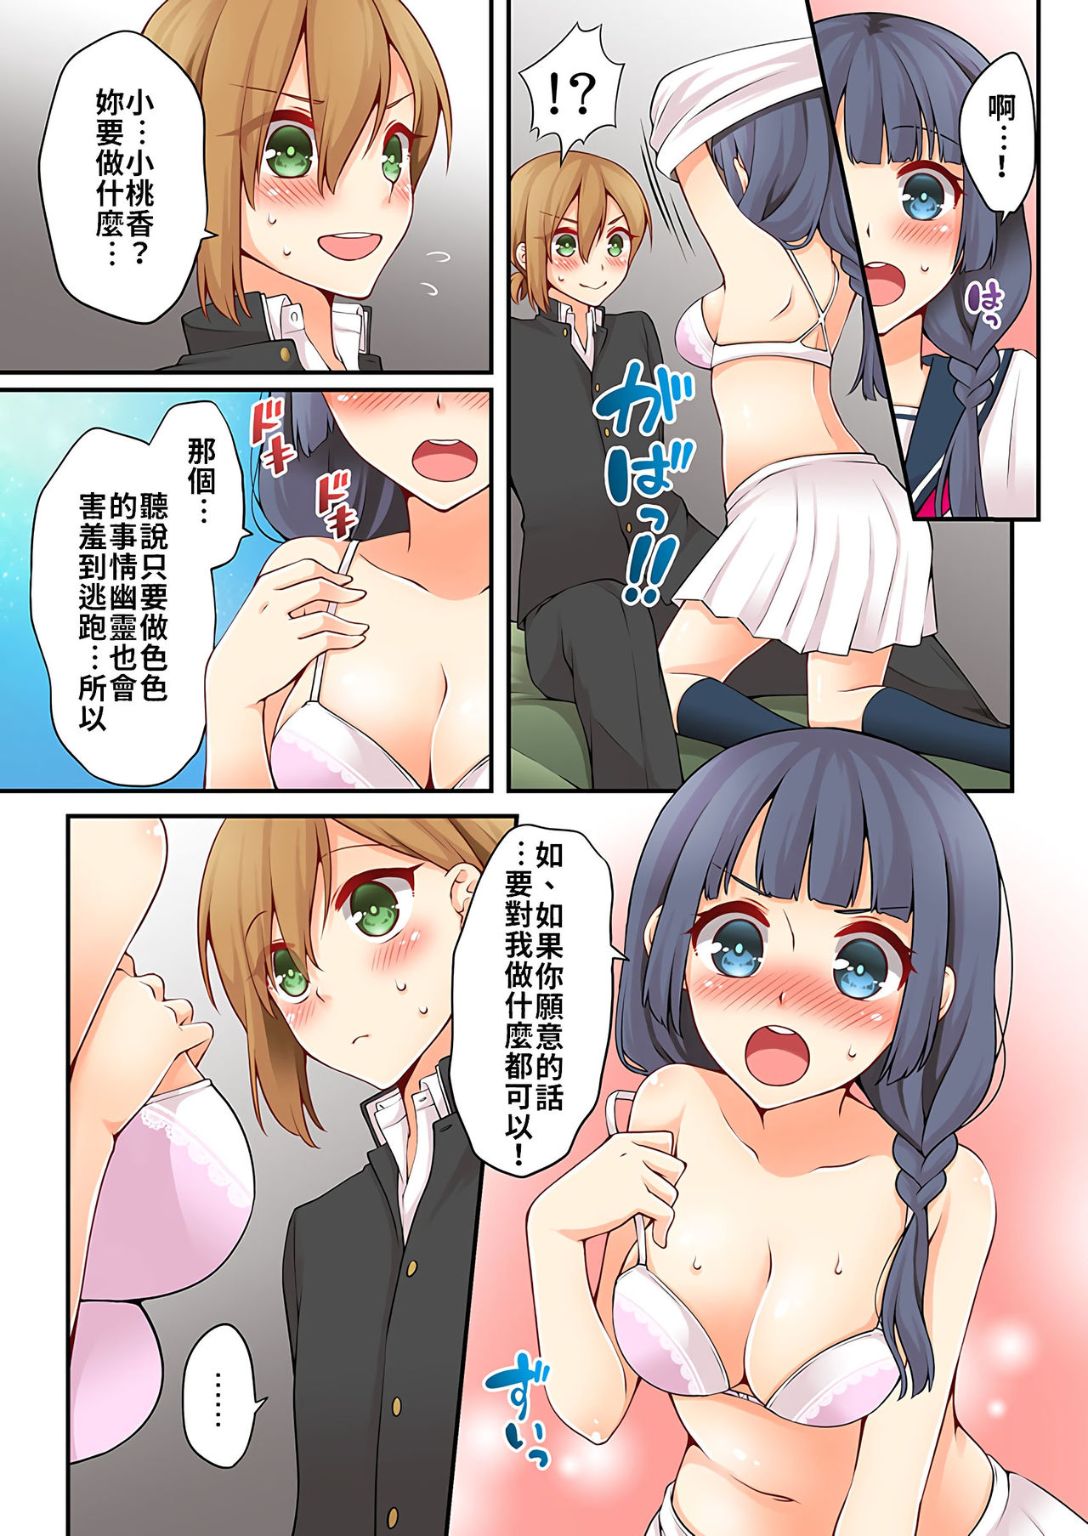 啊…！
はっ
！？
がばっ！！
小…小桃香？
妳要做什麼…
那個…
聽說只要做色色
的事情幽靈也會
害羞到逃跑…所以
ドキ
ドキ
如、如果你願意的話
…要對我做什麼都可以！
ずいっ
……